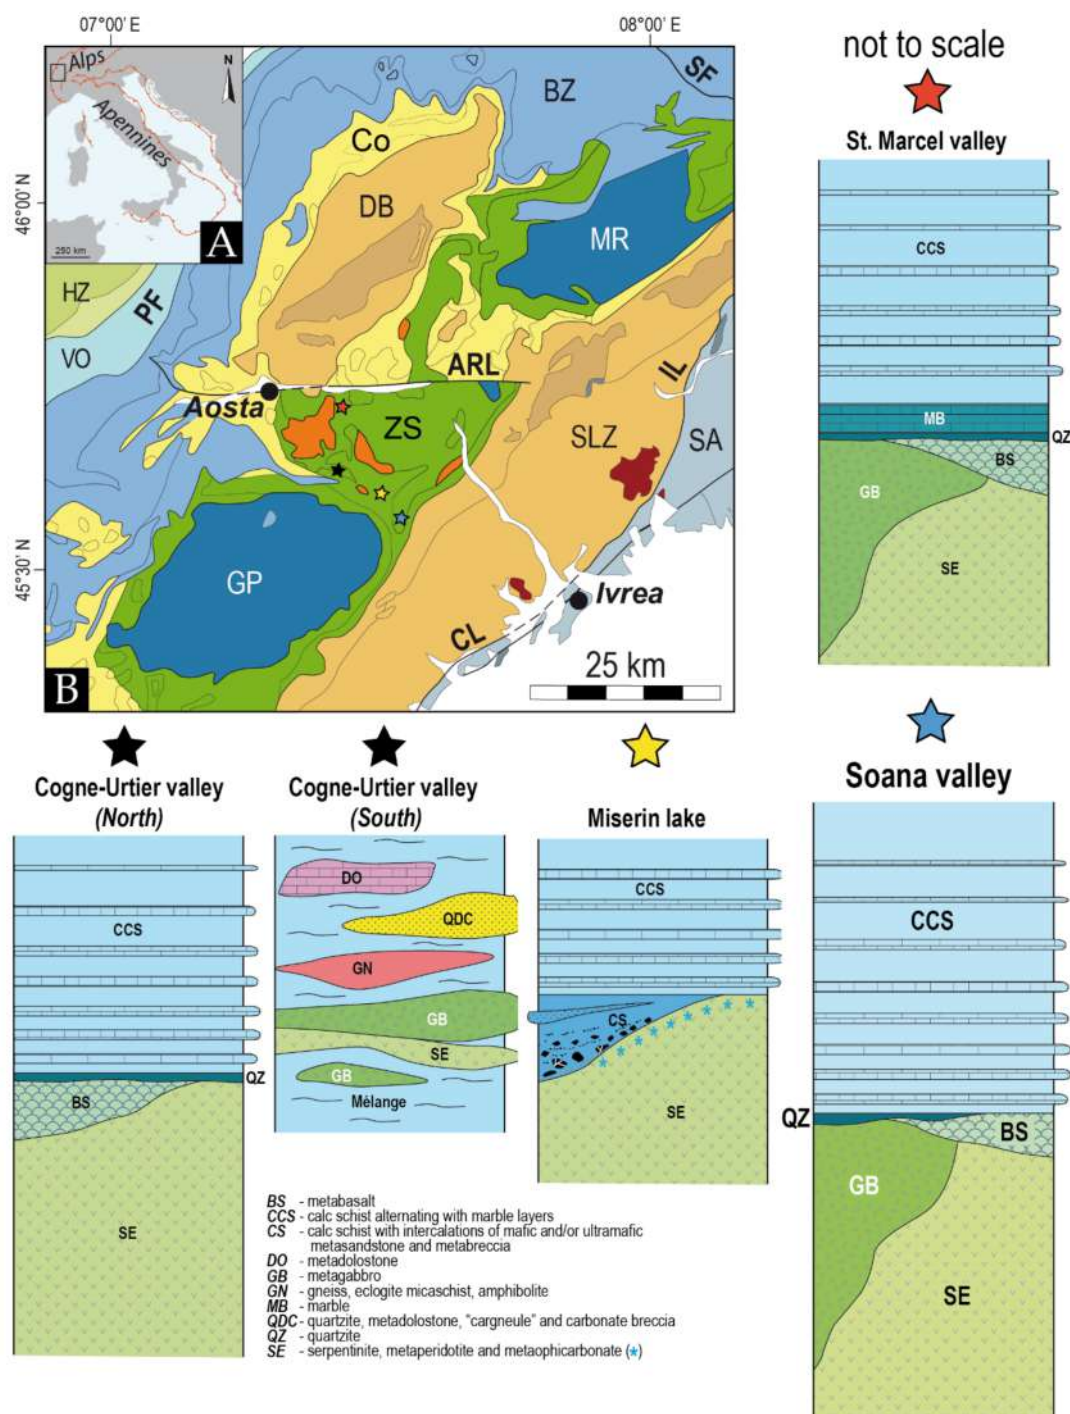 07°00' E
08°00' E
46°00' N
45°30' N
Alps
Apennines
N
250 km
A
SF
BZ
Co
DB
MR
HZ
PF
VO
ARL
IL
Aosta
ZS
SLZ
SA
GP
Ivrea
CL
25 km
B
not to scale
St. Marcel valley
CCS
MB
QZ
BS
GB
SE
Cogne-Urtier valley
(North)
CCS
QZ
BS
SE
Cogne-Urtier valley
(South)
DO
QDC
GN
GB
SE
GB
Mélange
Miserin lake
CCS
CS
SE
Soana valley
CCS
QZ
BS
GB
SE
BS - metabasalt
CCS - calc schist alternating with marble layers
CS - calc schist with intercalations of mafic and/or ultramafic
metasandstone and metabreccia
DO - metadolostone
GB - metagabbro
GN - gneiss, eclogite micaschist, amphibolite
MB - marble
QDC - quartzite, metadolostone, "cargneule" and carbonate breccia
QZ - quartzite
SE - serpentinite, metaperidotite and metaophicarbonate (*)